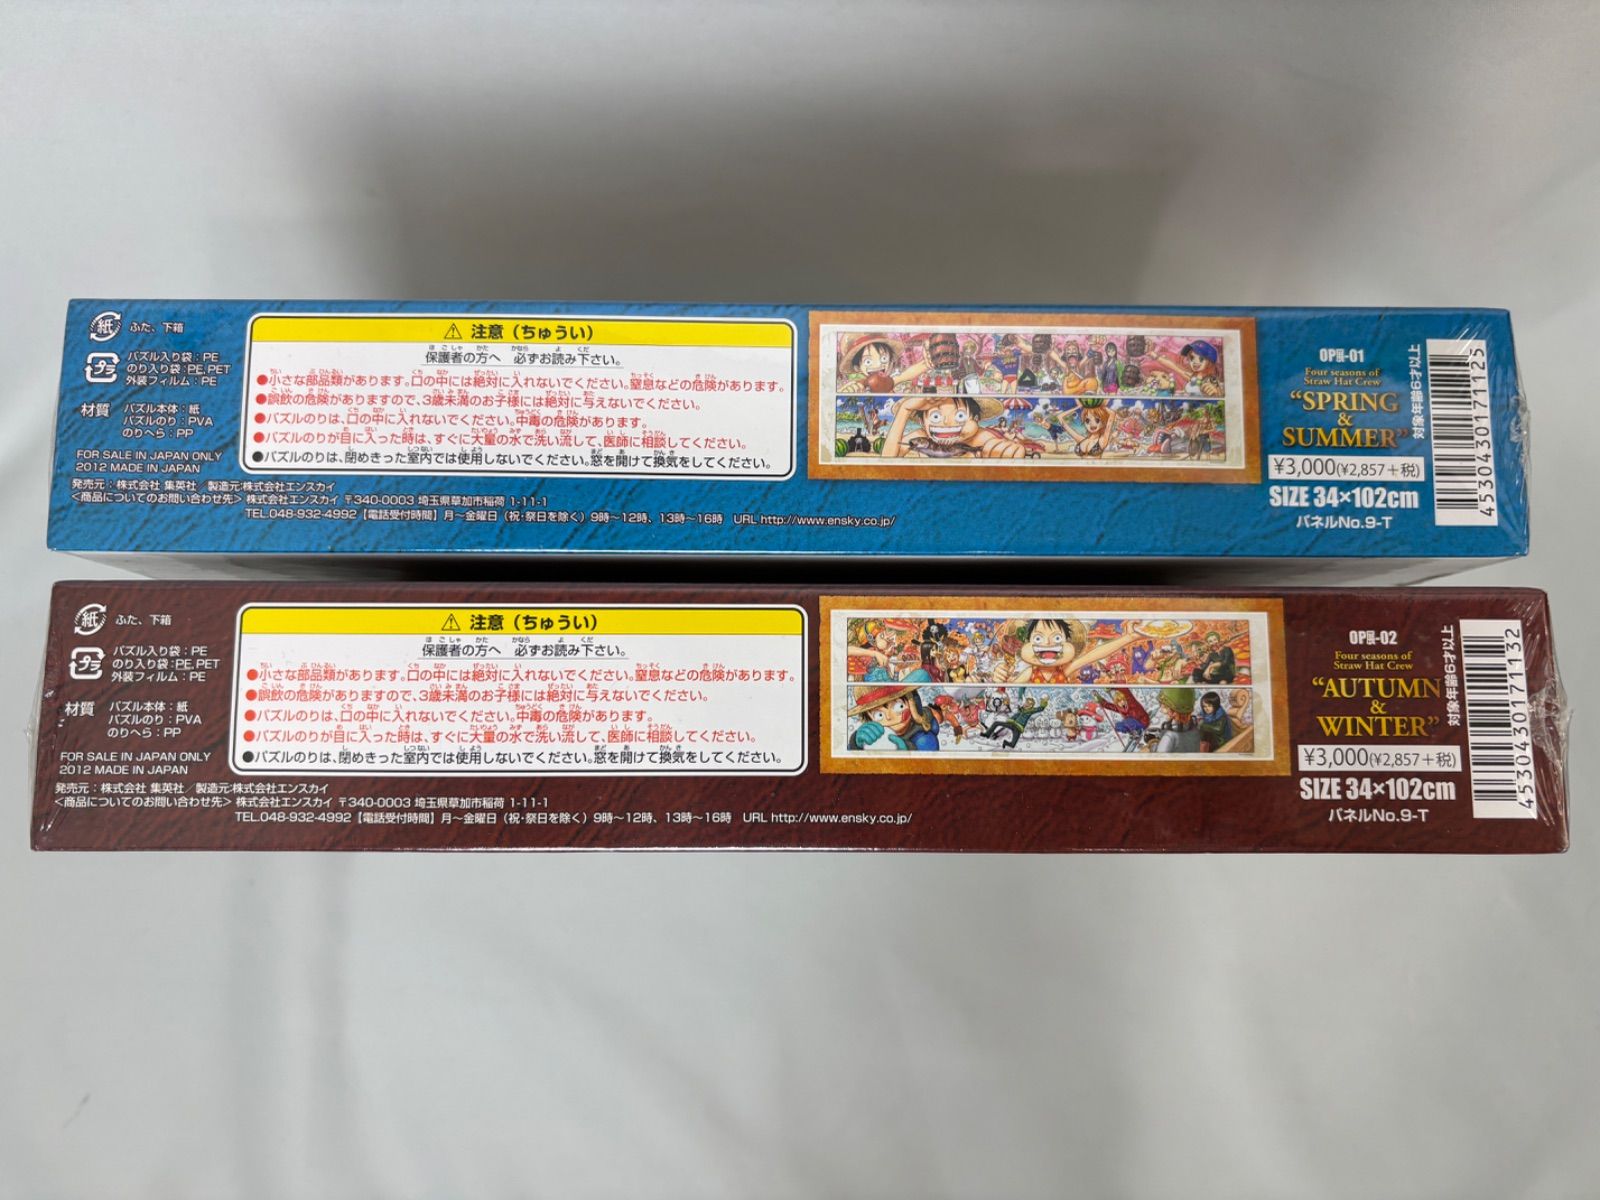 紙 ふた、下箱
プラ パズル入り袋：PE
のり入り袋：PE,PET
外装フィルム：PE
材質 パズル本体：紙
パズルのり：PVA
のりへら：PP
FOR SALE IN JAPAN ONLY
2012 MADE IN JAPAN
⚠ 注意（ちゅうい）
保護者の方へ 必ずお読み下さい。
●小さな部品類があります。口の中には絶対に入れないでください。窒息などの危険があります。
●誤飲の危険がありますので、3歳未満のお子様には絶対に与えないでください。
●パズルのりは、口の中に入れないでください。中毒の危険があります。
●パズルのりが目に入った時は、すぐに大量の水で洗い流して、医師に相談してください。
●パズルのりは、閉めきった室内では使用しないでください。窓を開けて換気をしてください。
発売元：株式会社 集英社／製造元:株式会社エンスカイ
<商品についてのお問い合わせ先> 株式会社エンスカイ 〒340-0003 埼玉県草加市稲荷 1-11-1
TEL.048-932-4992【電話受付時間】月～金曜日（祝・祭日を除く）9時～12時、13時～16時 URL http://www.ensky.co.jp/
OP展-01
Four seasons of
Straw Hat Crew
“SPRING
&
SUMMER”
¥3,000(¥2,857＋税)
SIZE 34×102cm
パネルNo.9-T
対象年齢6才以上
4530430171125
紙 ふた、下箱
プラ パズル入り袋：PE
のり入り袋：PE,PET
外装フィルム：PE
材質 パズル本体：紙
パズルのり：PVA
のりへら：PP
FOR SALE IN JAPAN ONLY
2012 MADE IN JAPAN
⚠ 注意（ちゅうい）
保護者の方へ 必ずお読み下さい。
●小さな部品類があります。口の中には絶対に入れないでください。窒息などの危険があります。
●誤飲の危険がありますので、3歳未満のお子様には絶対に与えないでください。
●パズルのりは、口の中に入れないでください。中毒の危険があります。
●パズルのりが目に入った時は、すぐに大量の水で洗い流して、医師に相談してください。
●パズルのりは、閉めきった室内では使用しないでください。窓を開けて換気をしてください。
発売元：株式会社 集英社／製造元:株式会社エンスカイ
<商品についてのお問い合わせ先> 株式会社エンスカイ 〒340-0003 埼玉県草加市稲荷 1-11-1
TEL.048-932-4992【電話受付時間】月～金曜日（祝・祭日を除く）9時～12時、13時～16時 URL http://www.ensky.co.jp/
OP展-02
Four seasons of
Straw Hat Crew
“AUTUMN
&
WINTER”
¥3,000(¥2,857＋税)
SIZE 34×102cm
パネルNo.9-T
対象年齢6才以上
4530430171132